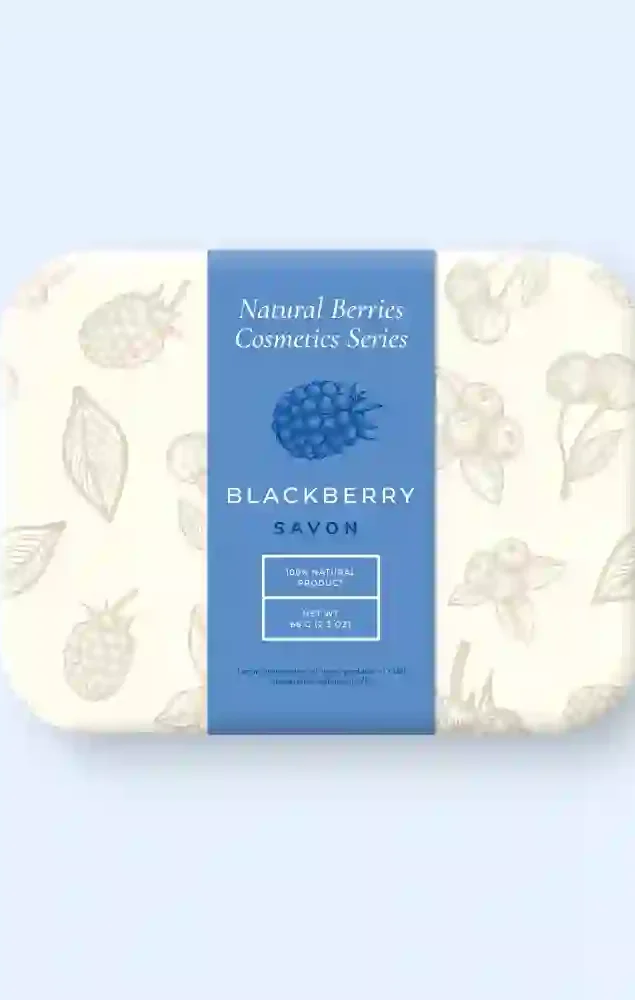 Natural Berries
Cosmetics Series
BLACKBERRY
SAVON
100% NATURAL
PRODUCT
NET WT